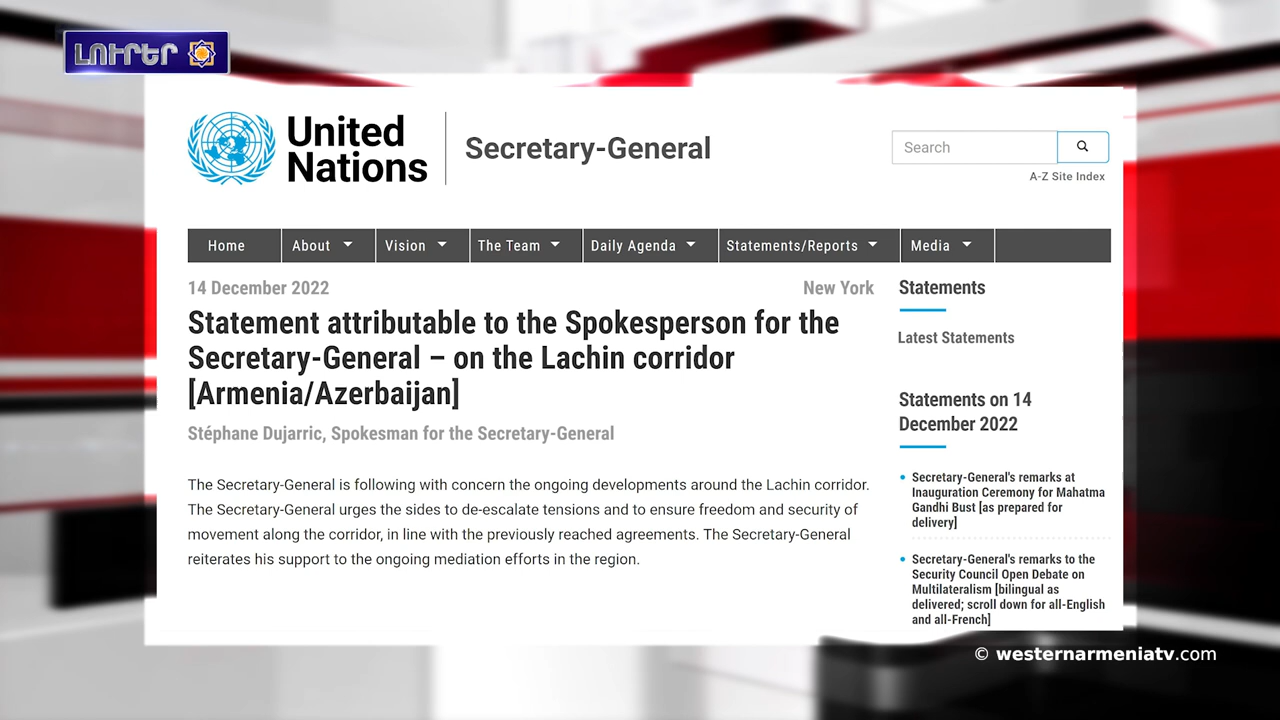 ԼՈՒՐԵՐ
United
Nations
Secretary-General
Search
A-Z Site Index
Home About Vision The Team Daily Agenda Statements/Reports Media
14 December 2022 New York
Statement attributable to the Spokesperson for the
Secretary-General – on the Lachin corridor
[Armenia/Azerbaijan]
Stéphane Dujarric, Spokesman for the Secretary-General
The Secretary-General is following with concern the ongoing developments around the Lachin corridor.
The Secretary-General urges the sides to de-escalate tensions and to ensure freedom and security of
movement along the corridor, in line with the previously reached agreements. The Secretary-General
reiterates his support to the ongoing mediation efforts in the region.
Statements
Latest Statements
Statements on 14
December 2022
Secretary-General's remarks at
Inauguration Ceremony for Mahatma
Gandhi Bust [as prepared for
delivery]
Secretary-General's remarks to the
Security Council Open Debate on
Multilateralism [bilingual as
delivered; scroll down for all-English
and all-French]
© westernarmeniatv.com